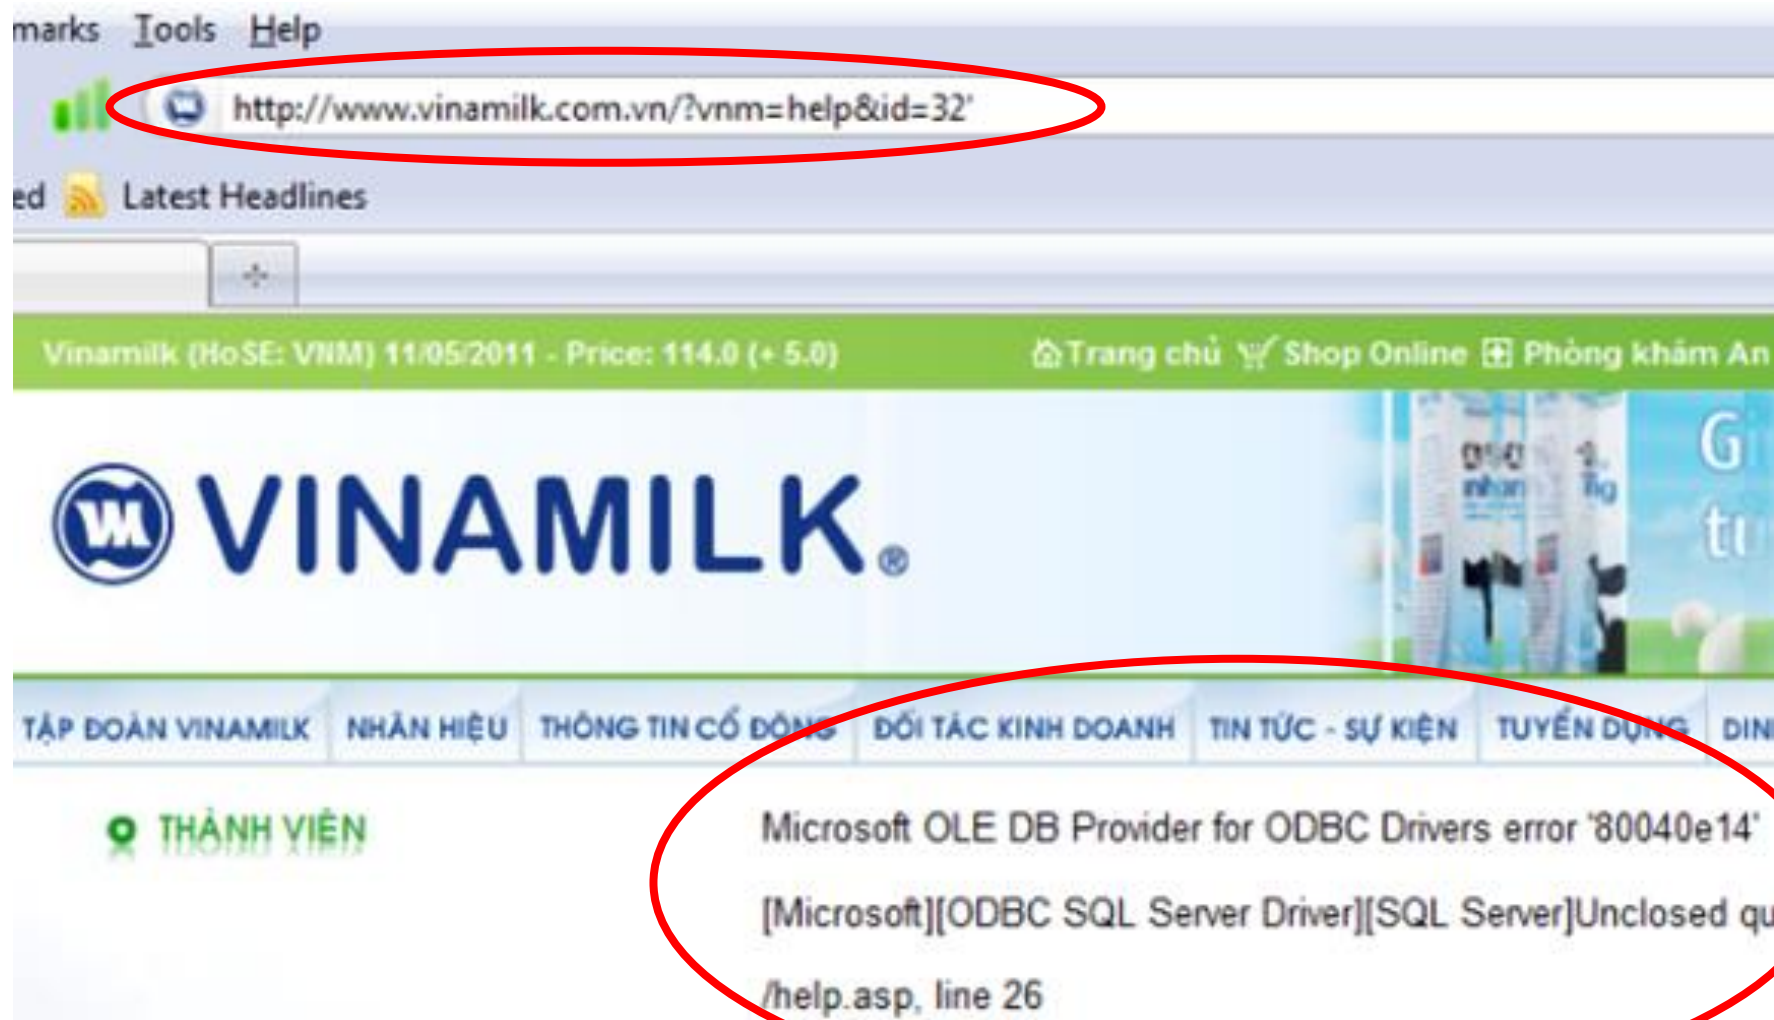 marks Tools Help
http://www.vinamilk.com.vn/?vnm=help&id=32'
ed Latest Headlines
Vinamilk (HoSE: VNM) 11/05/2011 - Price: 114.0 (+ 5.0) Trang chủ Shop Online Phòng khám An
VINAMILK®
TẬP ĐOÀN VINAMILK NHÃN HIỆU THÔNG TIN CỔ ĐÔNG ĐỐI TÁC KINH DOANH TIN TỨC - SỰ KIỆN TUYỂN DỤNG DIN
THÀNH VIÊN
Microsoft OLE DB Provider for ODBC Drivers error '80040e14'
[Microsoft][ODBC SQL Server Driver][SQL Server]Unclosed qu
/help.asp, line 26